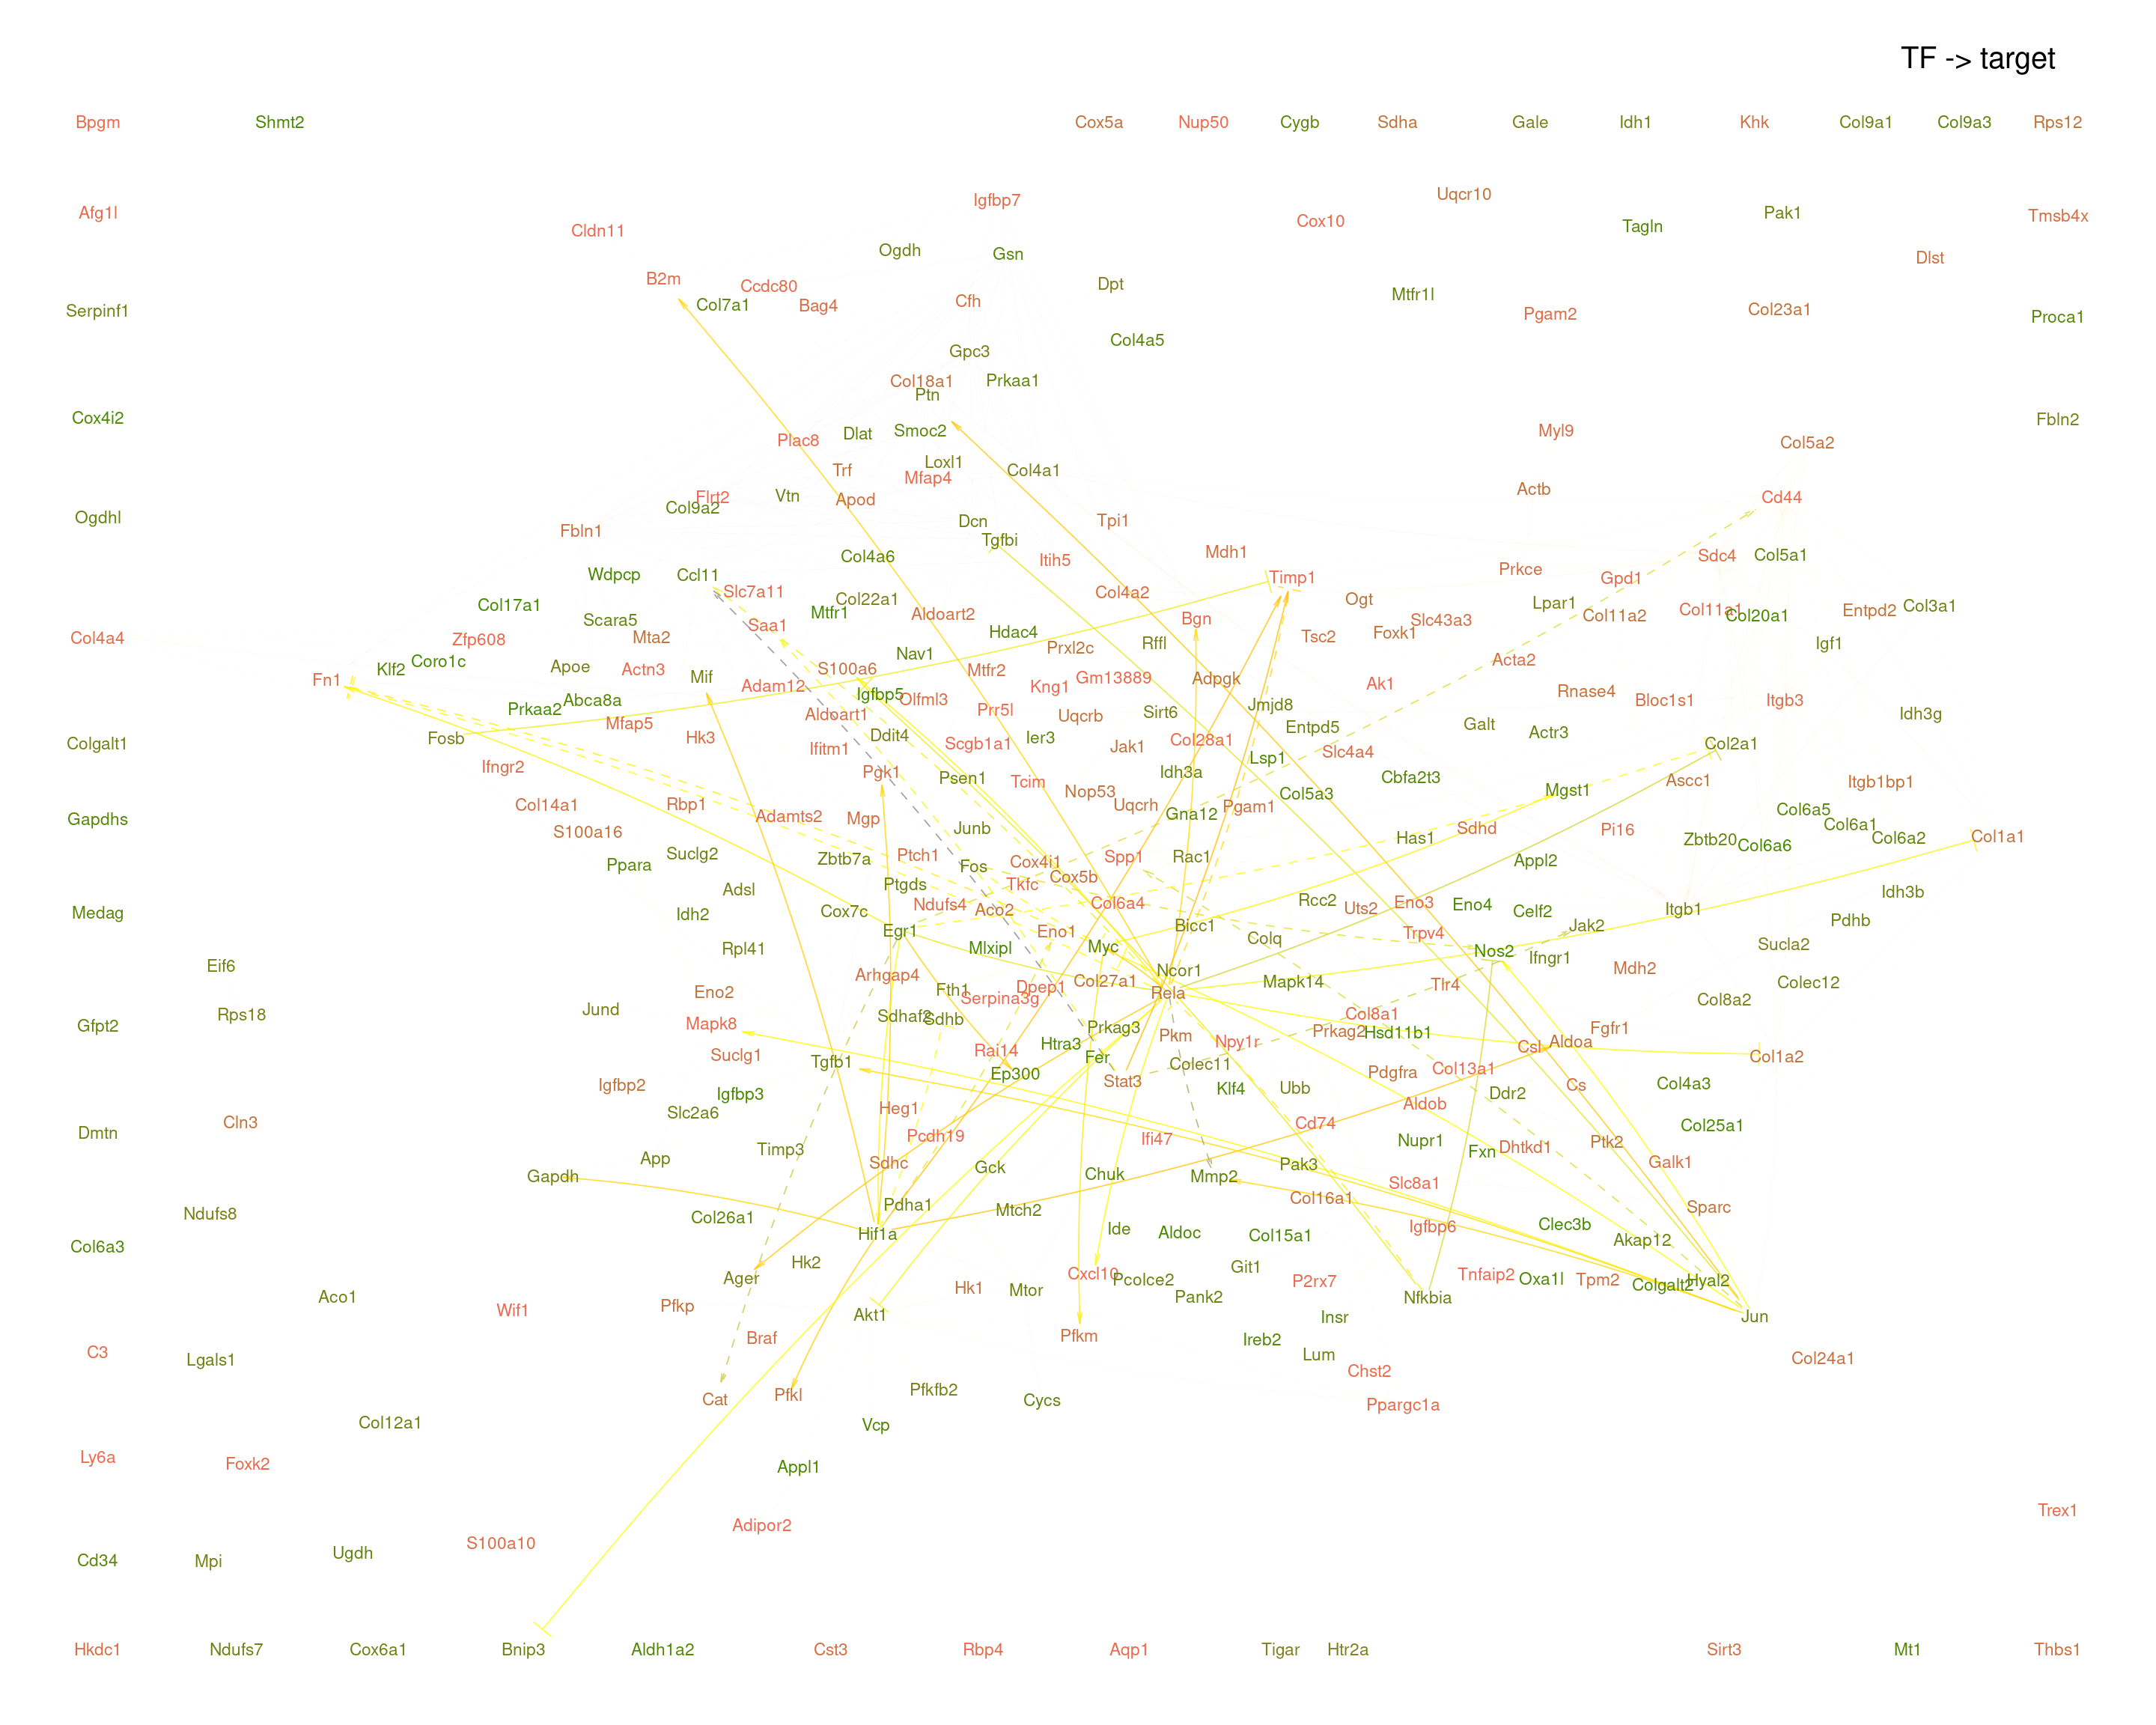 TF -> target
Bpgm Shmt2 Cox5a Nup50 Cygb Sdha Gale Idh1 Khk Col9a1 Col9a3 Rps12
Uqcr10
Igfbp7
Afg1l Cox10 Pak1 Tmsb4x
Cldn11 Tagln
Ogdh Gsn Dlst
B2m Ccdc80 Dpt
Col7a1 Bag4 Cfh Mtfr1l
Serpinf1 Pgam2 Col23a1 Proca1
Col4a5
Gpc3
Col18a1 Prkaa1
Ptn
Cox4i2 Fbln2
Plac8 Dlat Smoc2 Myl9 Col5a2
Trf Loxl1 Col4a1
Mfap4
Flrt2 Vtn Apod Actb Cd44
Col9a2
Ogdhl Fbln1 Dcn Tpi1
Tgfbi
Col4a6 Itih5 Mdh1 Sdc4 Col5a1
Wdpcp Ccl11 Timp1 Prkce Gpd1
Slc7a11 Col4a2
Col17a1 Col22a1 Ogt Lpar1 Col3a1
Scara5 Mtfr1 Aldoart2 Bgn Slc43a3 Col11a2 Col11a1 Col20a1 Entpd2
Col4a4 Zfp608 Mta2 Saa1 Hdac4 Prxl2c Rffl Tsc2 Foxk1 Igf1
Fn1 Klf2 Coro1c Apoe Actn3 Mif S100a6 Nav1 Mtfr2 Gm13889 Adpgk Acta2
Adam12 Igfbp5 Olfml3 Kng1 Ak1 Rnase4 Bloc1s1 Itgb3
Prkaa2 Abca8a Aldoart1 Prr5l Uqcrb Sirt6 Jmjd8 Idh3g
Colgalt1 Fosb Mfap5 Hk3 Ifitm1 Ddit4 Scgb1a1 Ier3 Jak1 Col28a1 Entpd5 Slc4a4 Galt Actr3 Col2a1
Ifngr2 Pgk1 Psen1 Tcim Idh3a Lsp1 Cbfa2t3 Ascc1 Itgb1bp1
Col14a1 Rbp1 Nop53 Uqcrh Pgam1 Col5a3 Mgst1
Gapdhs S100a16 Adamts2 Mgp Junb Gna12 Has1 Sdhd Pi16 Col6a5 Col6a1 Col6a2 Col1a1
Ppara Suclg2 Zbtb7a Ptch1 Fos Cox4i1 Spp1 Rac1 Appl2 Zbtb20 Col6a6
Adsl Ptgds Tkfc Cox5b Idh3b
Medag Idh2 Cox7c Ndufs4 Aco2 Col6a4 Rcc2 Uts2 Eno3 Eno4 Celf2 Itgb1 Pdhb
Egr1 Eno1 Bicc1 Colq Trpv4 Jak2
Rpl41 Mlxipl Myc Nos2 Ifngr1 Sucla2
Eif6 Arhgap4 Ncor1 Mdh2
Eno2 Fth1 Serpina3g Dpep1 Col27a1 Rela Mapk14 Tlr4 Col8a2 Colec12
Gfpt2 Rps18 Jund Mapk8 Sdhaf2 Sdhb Prkag3 Pkm Npy1r Col8a1 Prkag2 Hsd11b1 Fgfr1
Suclg1 Tgfb1 Rai14 Htra3 Fer Colec11 Csl Aldoa Col1a2
Igfbp2 Igfbp3 Ep300 Stat3 Klf4 Ubb Pdgfra Col13a1 Ddr2 Cs Col4a3
Cln3 Slc2a6 Heg1 Cd74 Aldob Col25a1
Dmtn App Timp3 Pcdh19 Ifi47 Nupr1 Fxn Dhtkd1 Ptk2
Gapdh Sdhc Gck Chuk Mmp2 Pak3 Slc8a1 Galk1
Ndufs8 Col26a1 Pdha1 Mtch2 Col16a1 Sparc
Col6a3 Hif1a Ide Aldoc Col15a1 Igfbp6 Clec3b Akap12
Ager Hk2 Cxcl10 Pcolce2 Git1 P2rx7 Tnfaip2 Oxa1l Tpm2 Colgalt2 Hyal2
Aco1 Wif1 Pfkp Akt1 Hk1 Mtor Pank2 Insr Nfkbia Jun
C3 Lgals1 Braf Pfkm Ireb2 Lum Chst2 Col24a1
Cat Pfkl Pfkfb2 Cycs Ppargc1a
Col12a1 Vcp
Ly6a Foxk2 Appl1
Adipor2 Trex1
Cd34 Mpi Ugdh S100a10
Hkdc1 Ndufs7 Cox6a1 Bnip3 Aldh1a2 Cst3 Rbp4 Aqp1 Tigar Htr2a Sirt3 Mt1 Thbs1